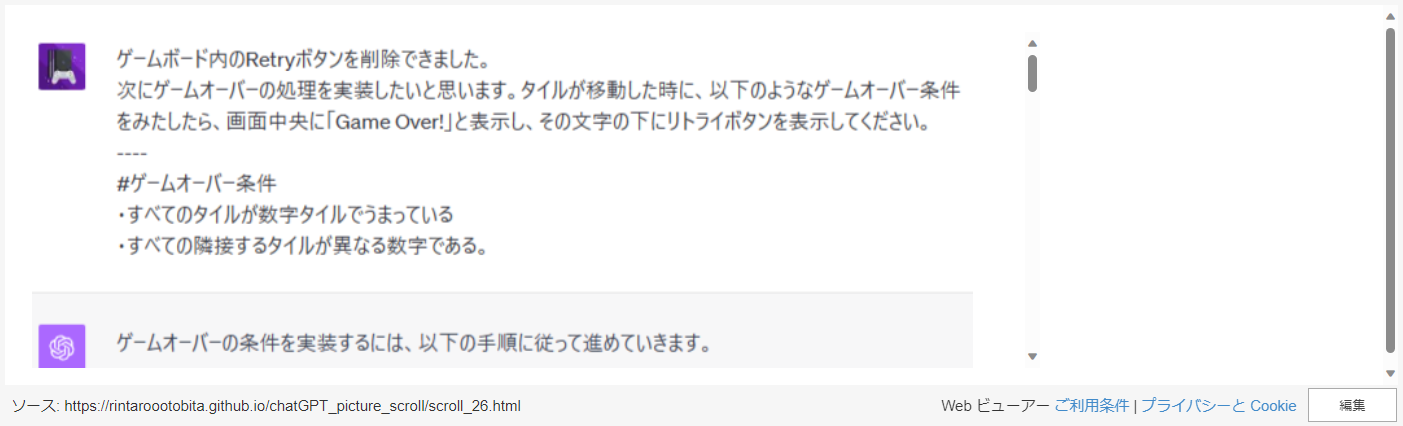 ゲームボード内のRetryボタンを削除できました。
次にゲームオーバーの処理を実装したいと思います。タイルが移動した時に、以下のようなゲームオーバー条件
をみたしたら、画面中央に「Game Over!」と表示し、その文字の下にリトライボタンを表示してください。
----
#ゲームオーバー条件
・すべてのタイルが数字タイルでうまっている
・すべての隣接するタイルが異なる数字である。
ゲームオーバーの条件を実装するには、以下の手順に従って進めていきます。
ソース: https://rintaroootobita.github.io/chatGPT_picture_scroll/scroll_26.html
Web ビューアー ご利用条件 | プライバシーと Cookie
編集